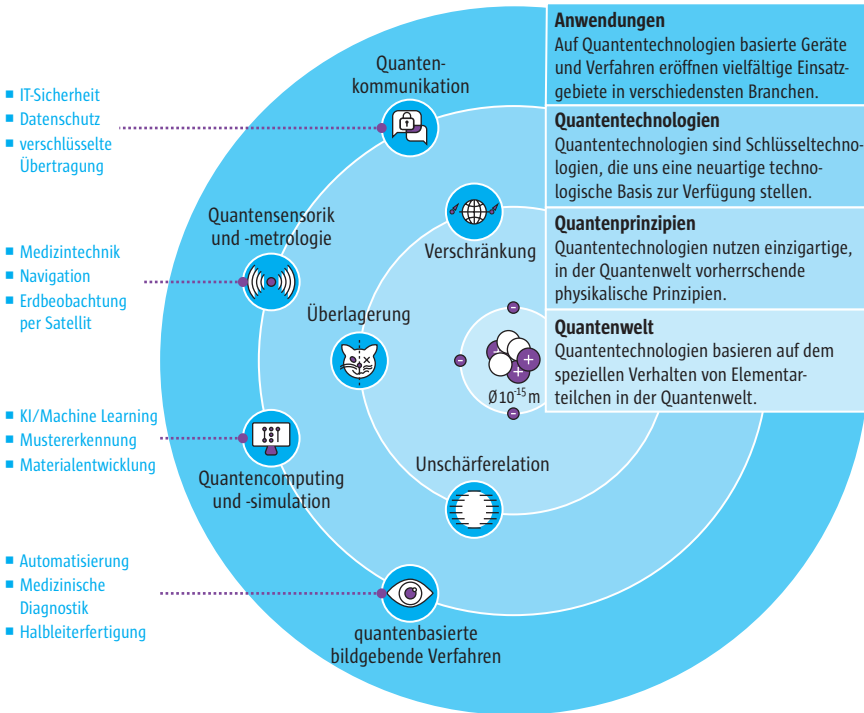 Anwendungen
Auf Quantentechnologien basierte Geräte
und Verfahren eröffnen vielfältige Einsatz-
gebiete in verschiedensten Branchen.
Quantentechnologien
Quantentechnologien sind Schlüsseltechno-
logien, die uns eine neuartige techno-
logische Basis zur Verfügung stellen.
Quantenprinzipien
Quantentechnologien nutzen einzigartige,
in der Quantenwelt vorherrschende
physikalische Prinzipien.
Quantenwelt
Quantentechnologien basieren auf dem
speziellen Verhalten von Elementar-
teilchen in der Quantenwelt.
Quanten-
kommunikation
■ IT-Sicherheit
■ Datenschutz
■ verschlüsselte
Übertragung
Quantensensorik
und -metrologie
■ Medizintechnik
■ Navigation
■ Erdbeobachtung
per Satellit
Verschränkung
Überlagerung
Ø 10⁻¹⁵ m
Unschärferelation
■ KI/Machine Learning
■ Mustererkennung
■ Materialentwicklung
Quantencomputing
und -simulation
■ Automatisierung
■ Medizinische
Diagnostik
■ Halbleiterfertigung
quantenbasierte
bildgebende Verfahren